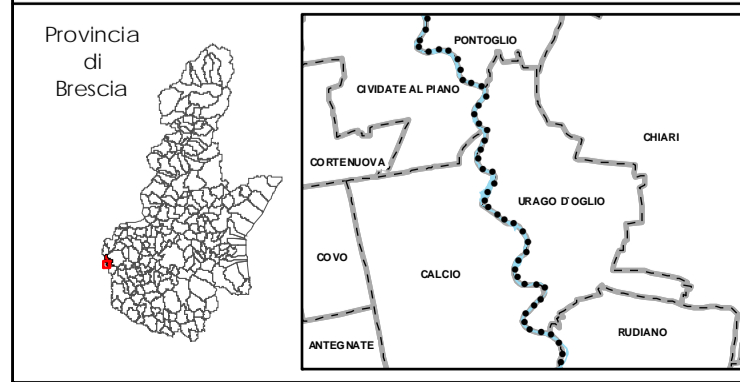 Provincia
di
Brescia
PONTOGLIO
CIVIDATE AL PIANO
CHIARI
CORTENUOVA
URAGO D`OGLIO
COVO
CALCIO
RUDIANO
ANTEGNATE